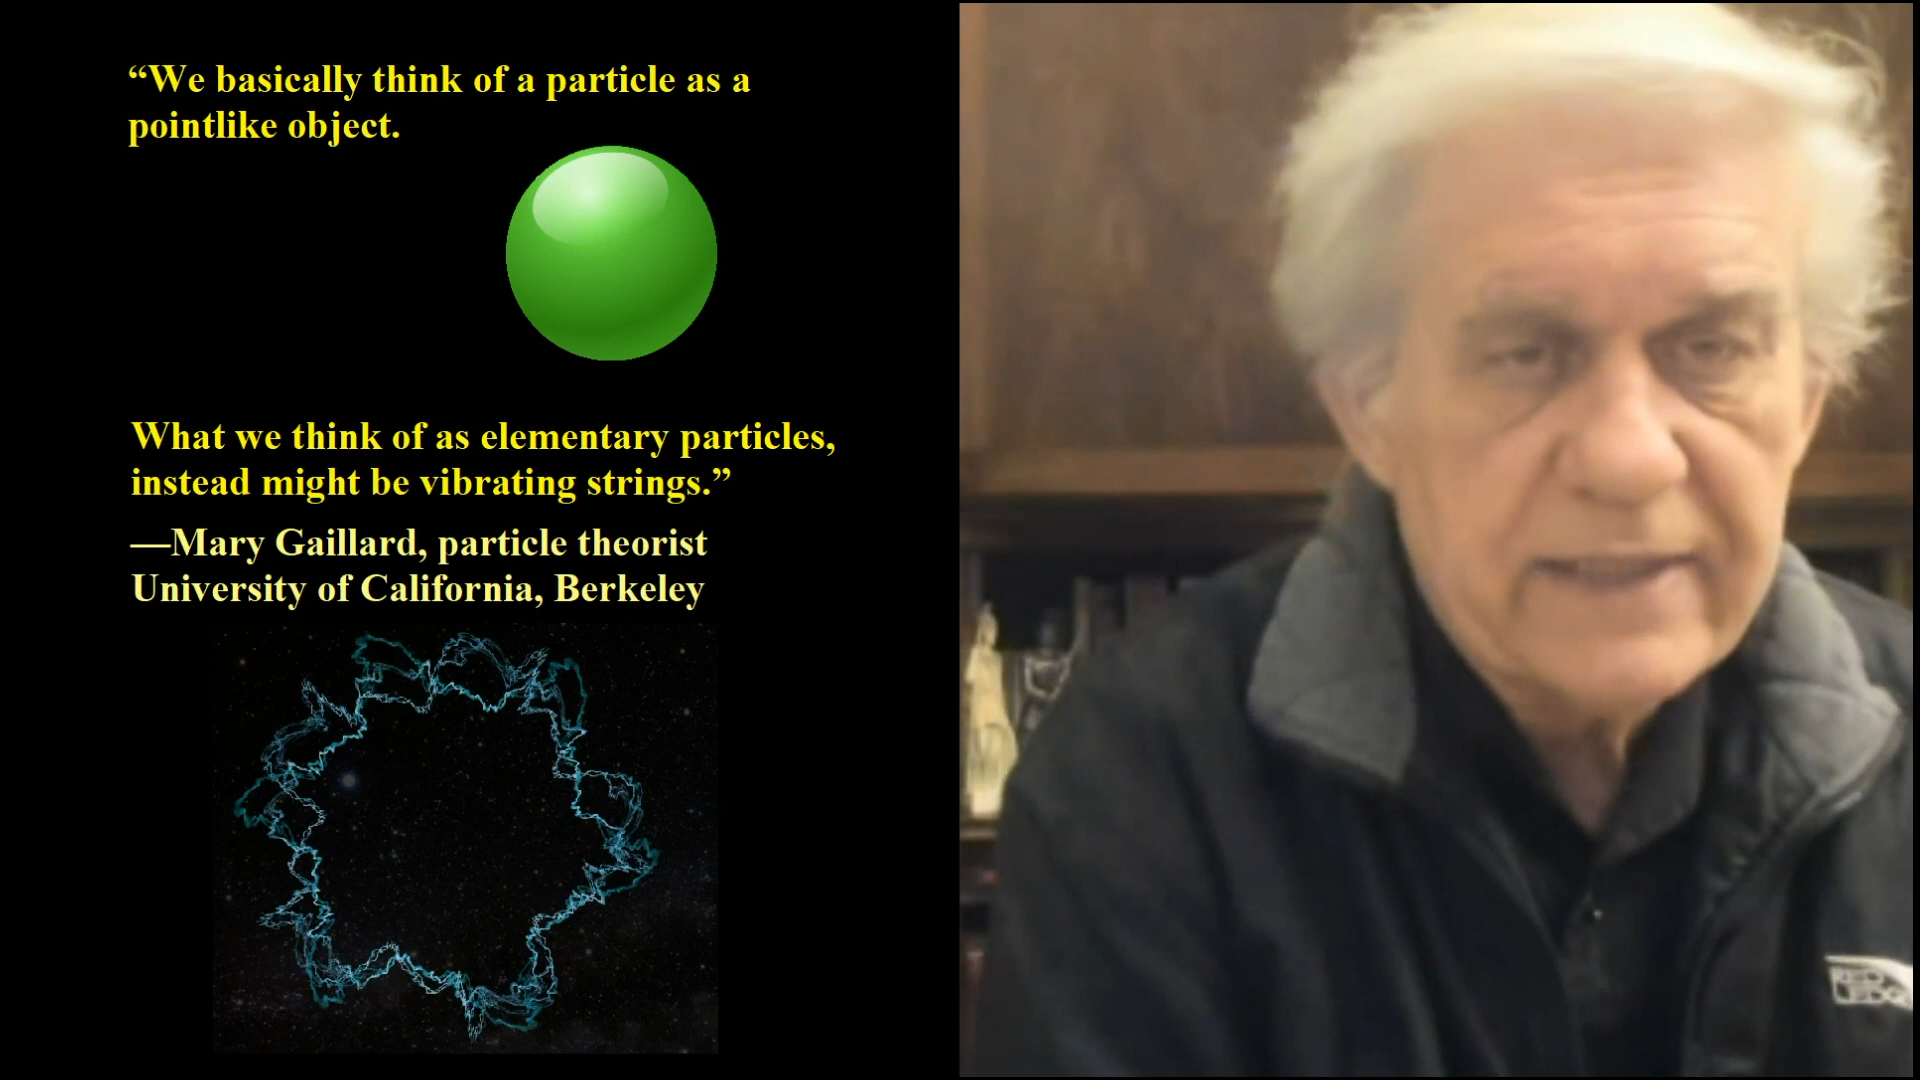 “We basically think of a particle as a
pointlike object.
What we think of as elementary particles,
instead might be vibrating strings.”
—Mary Gaillard, particle theorist
University of California, Berkeley